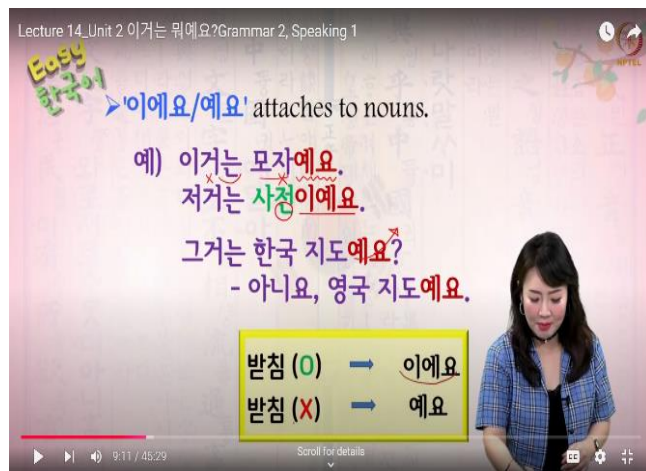 Lecture 14_Unit 2 이거는 뭐예요?Grammar 2, Speaking 1
NPTEL
Easy
한국어
➢'이에요/예요' attaches to nouns.
예) 이거는 모자예요.
저거는 사전이예요.
그거는 한국 지도예요?
- 아니요, 영국 지도예요.
받침 (O) → 이에요
받침 (X) → 예요
9:11 / 45:29
Scroll for details
CC